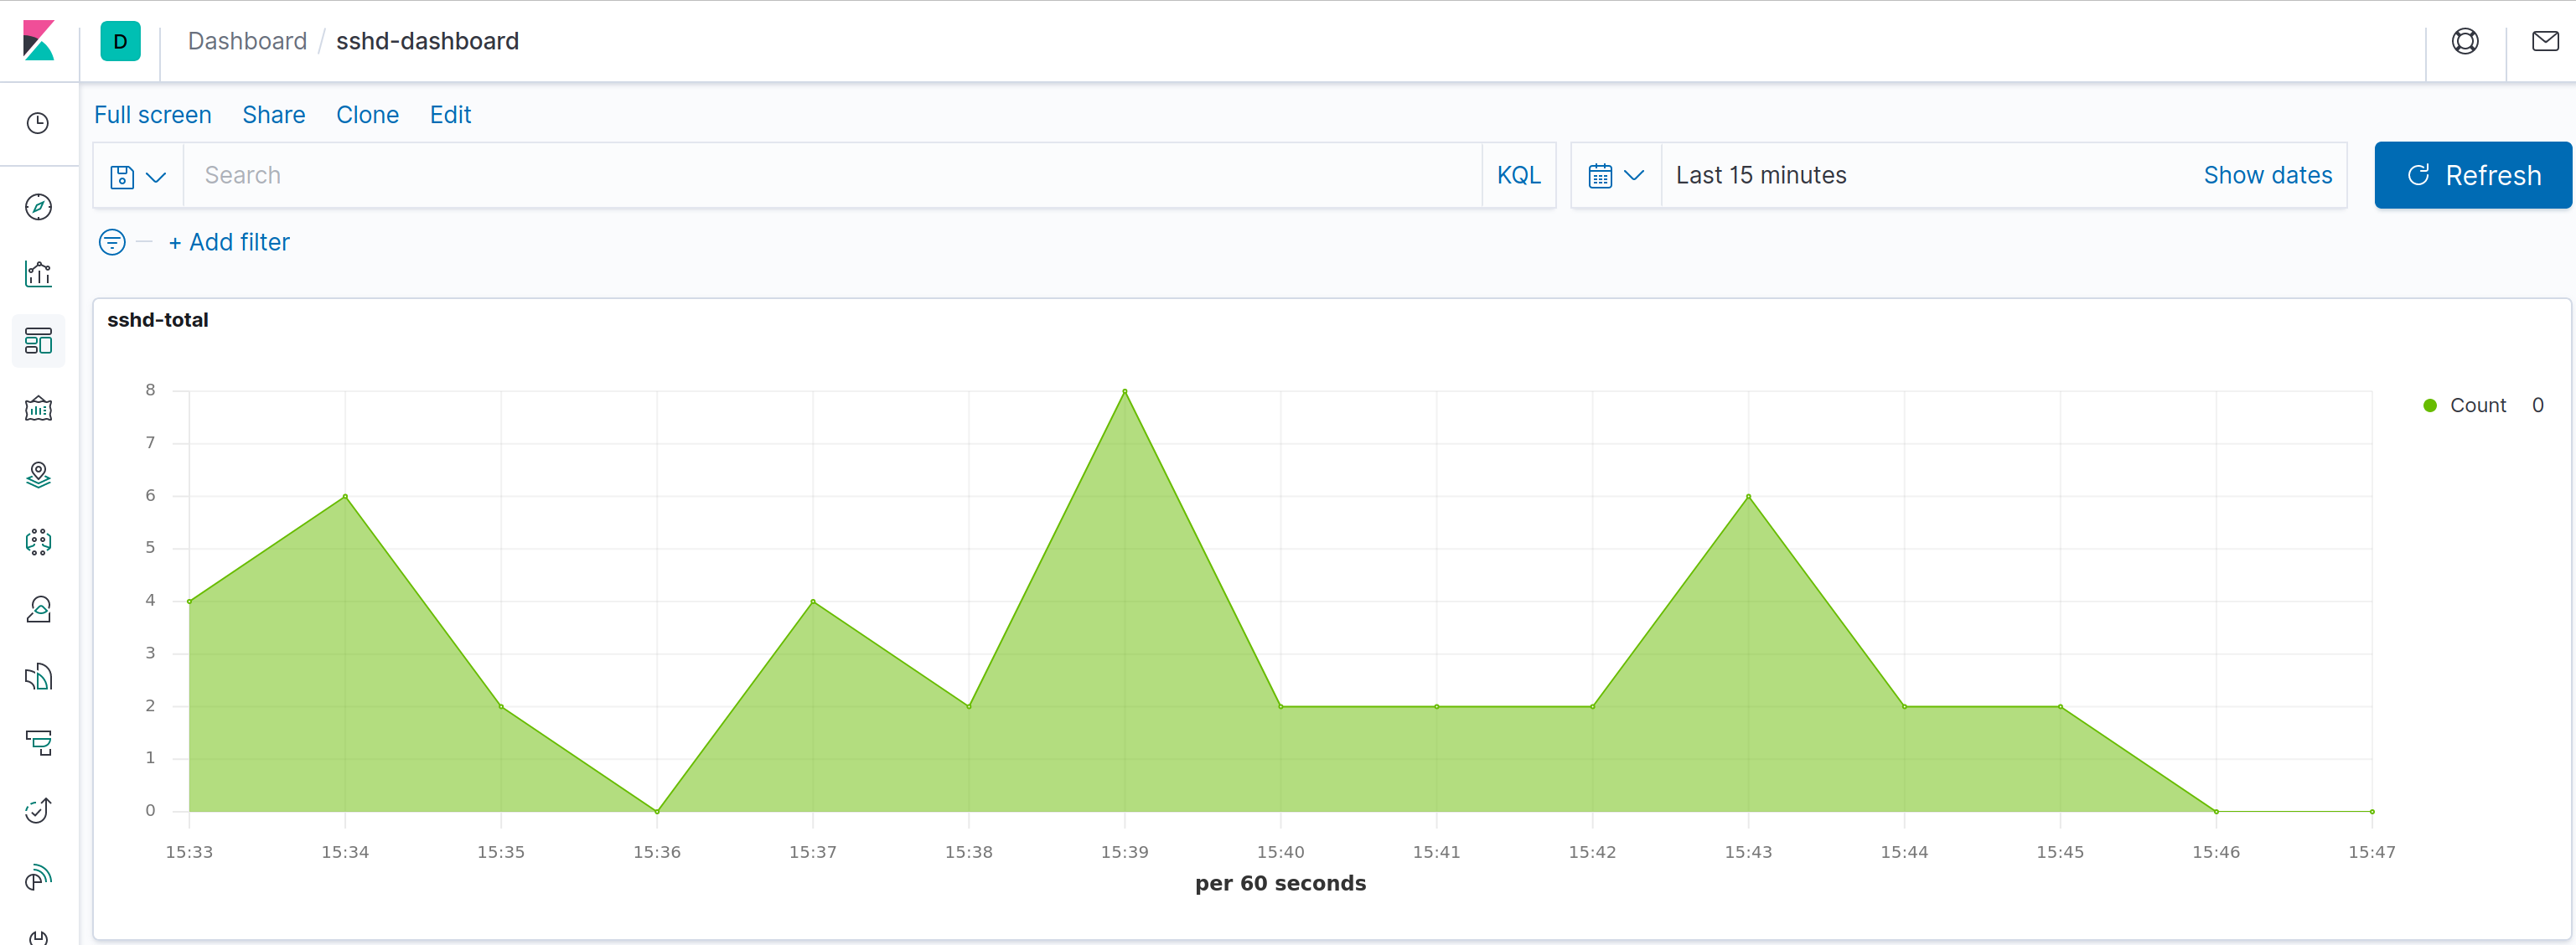 D Dashboard / sshd-dashboard
Full screen Share Clone Edit
Search KQL Last 15 minutes Show dates Refresh
+ Add filter
sshd-total
8
7
6
5
4
3
2
1
0
Count 0
15:33 15:34 15:35 15:36 15:37 15:38 15:39 15:40 15:41 15:42 15:43 15:44 15:45 15:46 15:47
per 60 seconds